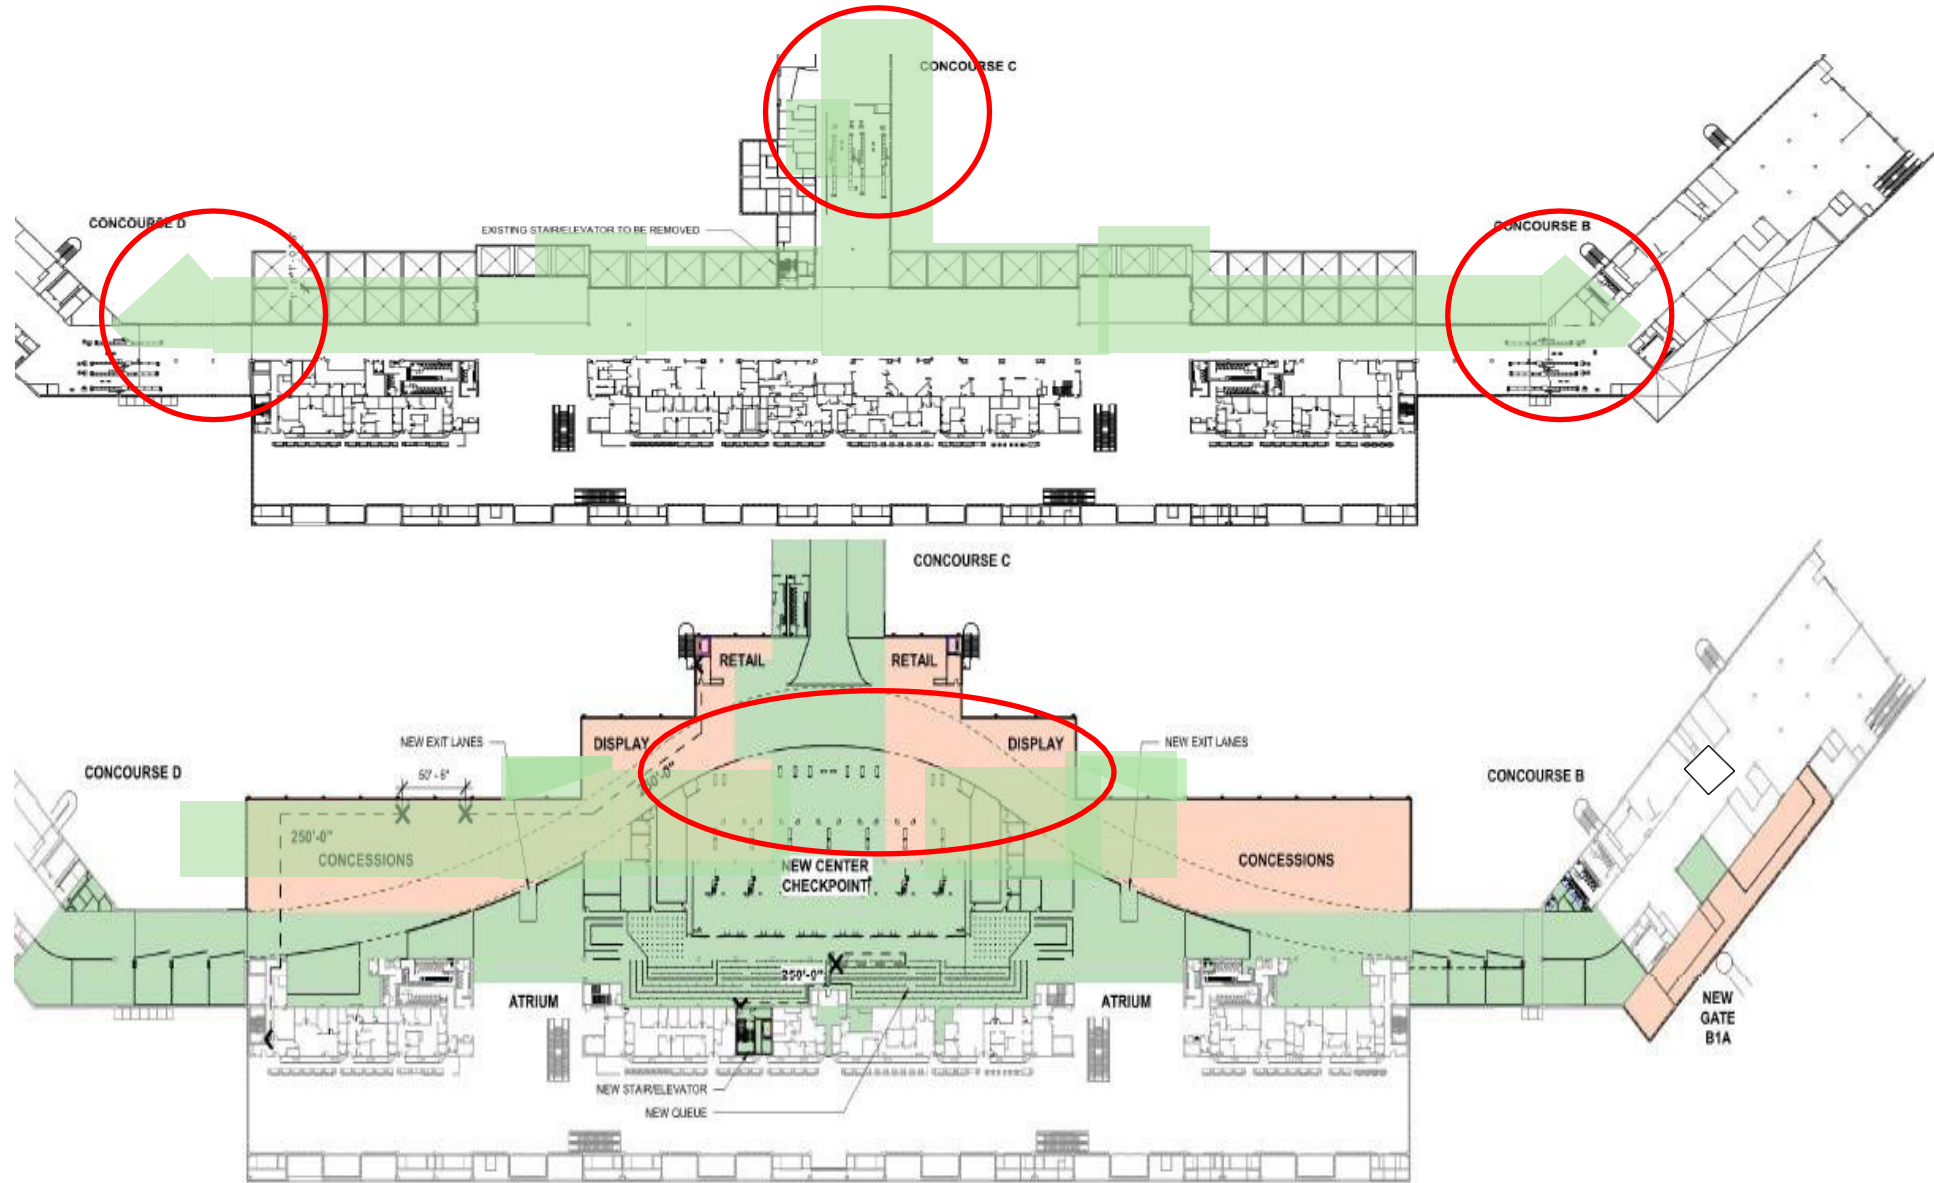 CONCOURSE C
CONCOURSE D
EXISTING STAIR/ELEVATOR TO BE REMOVED
CONCOURSE B
CONCOURSE C
RETAIL
RETAIL
NEW EXIT LANES
DISPLAY
DISPLAY
NEW EXIT LANES
CONCOURSE D
50' - 6"
CONCOURSE B
250'-0"
CONCESSIONS
NEW CENTER
CHECKPOINT
CONCESSIONS
250'-0"
ATRIUM
ATRIUM
NEW
GATE
B1A
NEW STAIR/ELEVATOR
NEW QUEUE